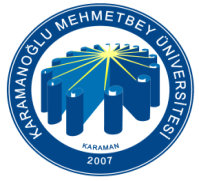 KARAMANOĞLU MEHMETBEY ÜNİVERSİTESİ
KARAMAN
2007